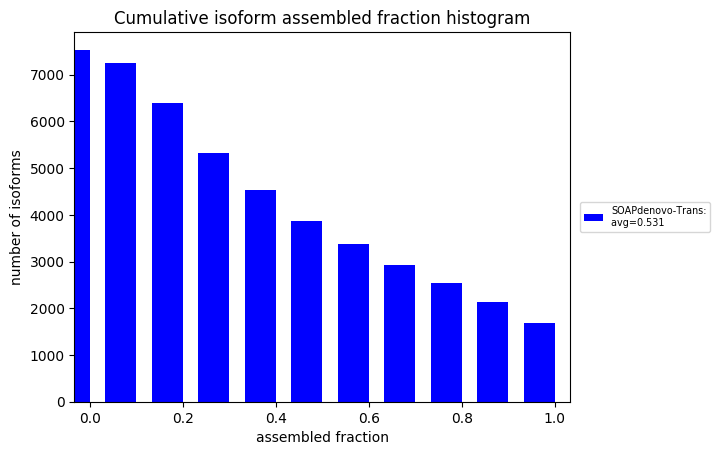 Cumulative isoform assembled fraction histogram
number of isoforms
7000
6000
5000
4000
3000
2000
1000
0
0.0 0.2 0.4 0.6 0.8 1.0
assembled fraction
SOAPdenovo-Trans:
avg=0.531